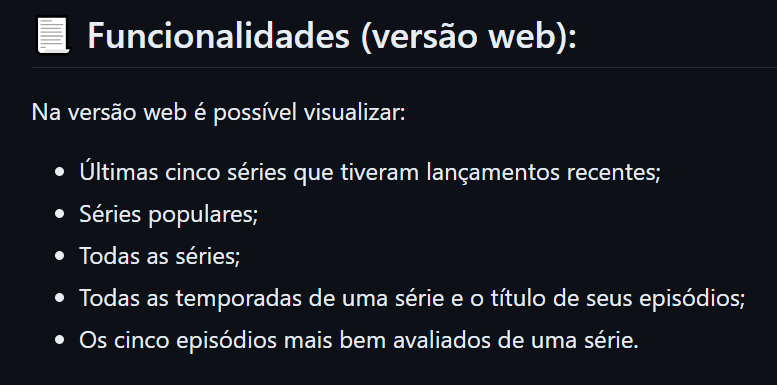 Funcionalidades (versão web):
Na versão web é possível visualizar:
Últimas cinco séries que tiveram lançamentos recentes;
Séries populares;
Todas as séries;
Todas as temporadas de uma série e o título de seus episódios;
Os cinco episódios mais bem avaliados de uma série.